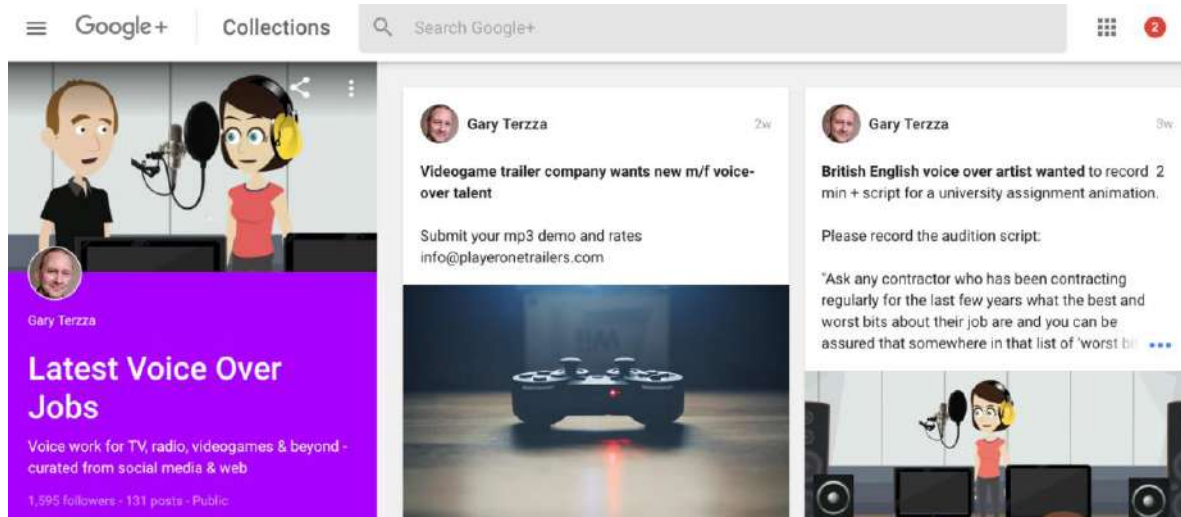 Google+
Collections
Search Google+
2
Gary Terzza
Latest Voice Over
Jobs
Voice work for TV, radio, videogames & beyond -
curated from social media & web
1,595 followers - 131 posts - Public
Gary Terzza
2w
Videogame trailer company wants new m/f voice-
over talent
Submit your mp3 demo and rates
info@playeronetrailers.com
Gary Terzza
3w
British English voice over artist wanted to record 2
min + script for a university assignment animation.
Please record the audition script:
"Ask any contractor who has been contracting
regularly for the last few years what the best and
worst bits about their job are and you can be
assured that somewhere in that list of 'worst